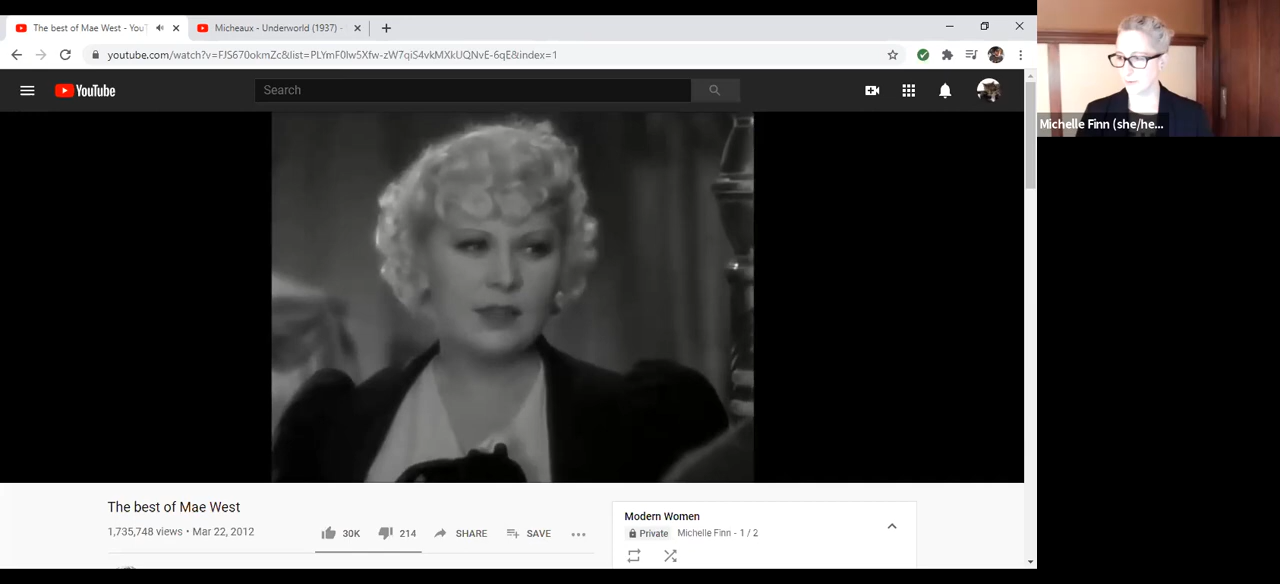 The best of Mae West - YouT
Micheaux - Underworld (1937) -
youtube.com/watch?v=FJS670okmZc&list=PLYmF0lw5Xfw-zW7qiS4vkMXkUQNvE-6qE&index=1
Michelle Finn (she/he...
YouTube
Search
The best of Mae West
1,735,748 views • Mar 22, 2012
30K
214
SHARE
SAVE
Modern Women
Private
Michelle Finn - 1 / 2